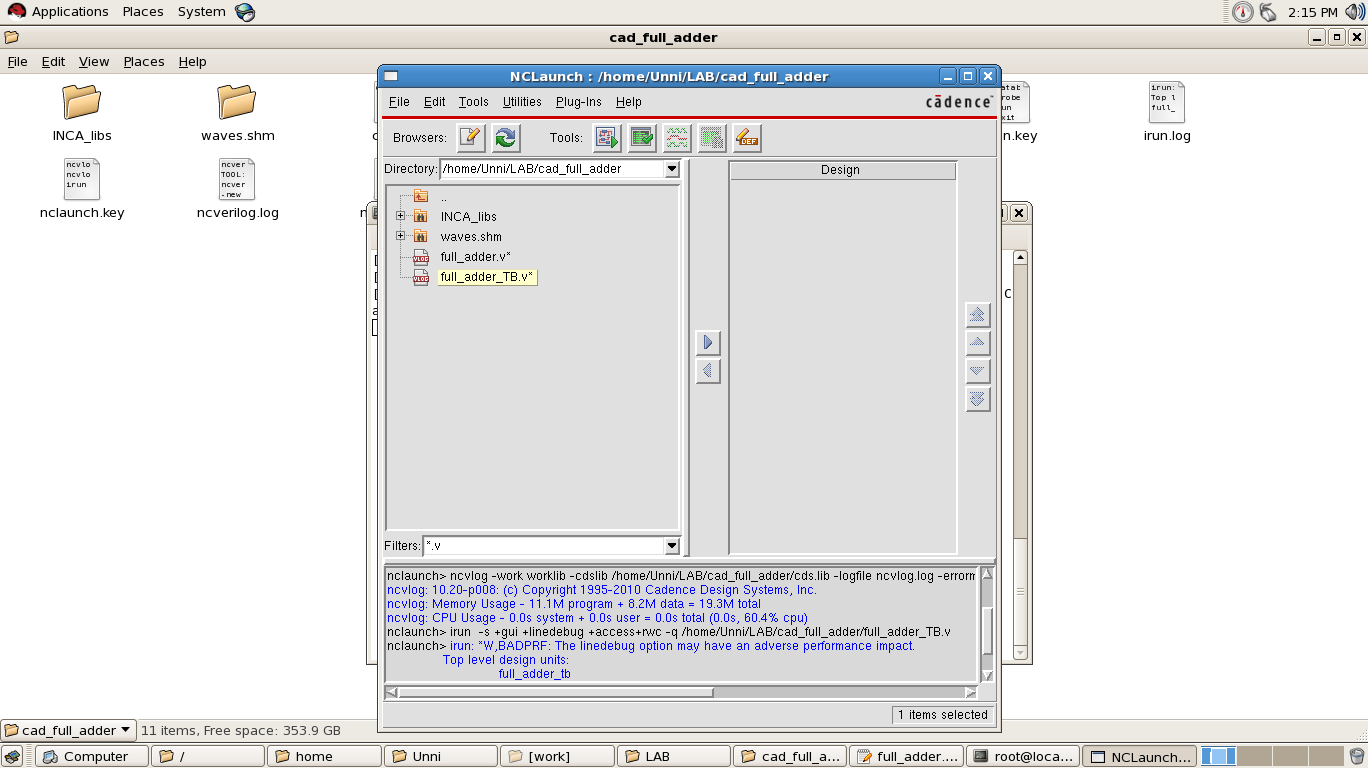 Applications Places System 2:15 PM
cad_full_adder
File Edit View Places Help
INCA_libs
waves.shm
irun:
Top l
full_
n.key
irun.log
ncvlo
ncvlo
irun
ncver
TOOL:
ncver
-new
nclaunch.key
ncverilog.log
NCLaunch : /home/Unni/LAB/cad_full_adder
File Edit Tools Utilities Plug-Ins Help
cādence™
Browsers: Tools:
DEF
Directory: /home/Unni/LAB/cad_full_adder
Design
..
INCA_libs
waves.shm
full_adder.v*
full_adder_TB.v*
Filters: *.v
nclaunch> ncvlog -work worklib -cdslib /home/Unni/LAB/cad_full_adder/cds.lib -logfile ncvlog.log -errorm
ncvlog: 10.20-p008: (c) Copyright 1995-2010 Cadence Design Systems, Inc.
ncvlog: Memory Usage - 11.1M program + 8.2M data = 19.3M total
ncvlog: CPU Usage - 0.0s system + 0.0s user = 0.0s total (0.0s, 60.4% cpu)
nclaunch> irun -s +gui +linedebug +access+rwc -q /home/Unni/LAB/cad_full_adder/full_adder_TB.v
nclaunch> irun: *W,BADPRF: The linedebug option may have an adverse performance impact.
Top level design units:
full_adder_tb
1 items selected
cad_full_adder 11 items, Free space: 353.9 GB
Computer / home Unni [work] LAB cad_full_a... full_adder.... root@loca... NCLaunch...